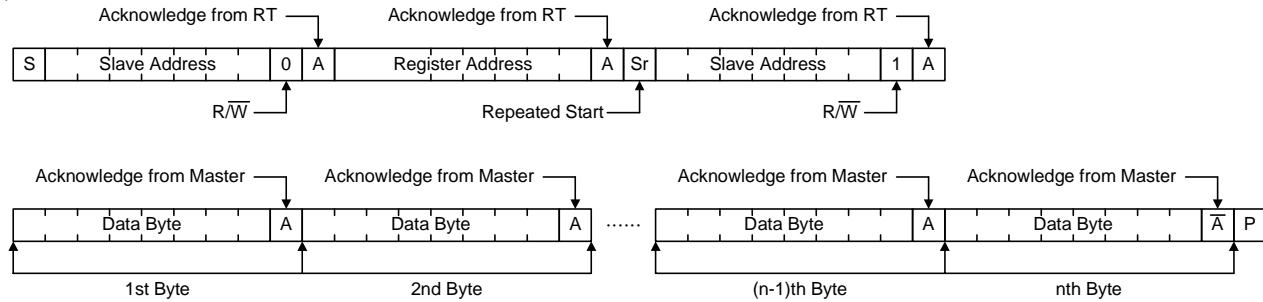 Acknowledge from RT Acknowledge from RT Acknowledge from RT
S Slave Address 0 A Register Address A Sr Slave Address 1 A
R/W̅ Repeated Start R/W̅
Acknowledge from Master Acknowledge from Master Acknowledge from Master Acknowledge from Master
Data Byte A Data Byte A ...... Data Byte A Data Byte A̅ P
1st Byte 2nd Byte (n-1)th Byte nth Byte